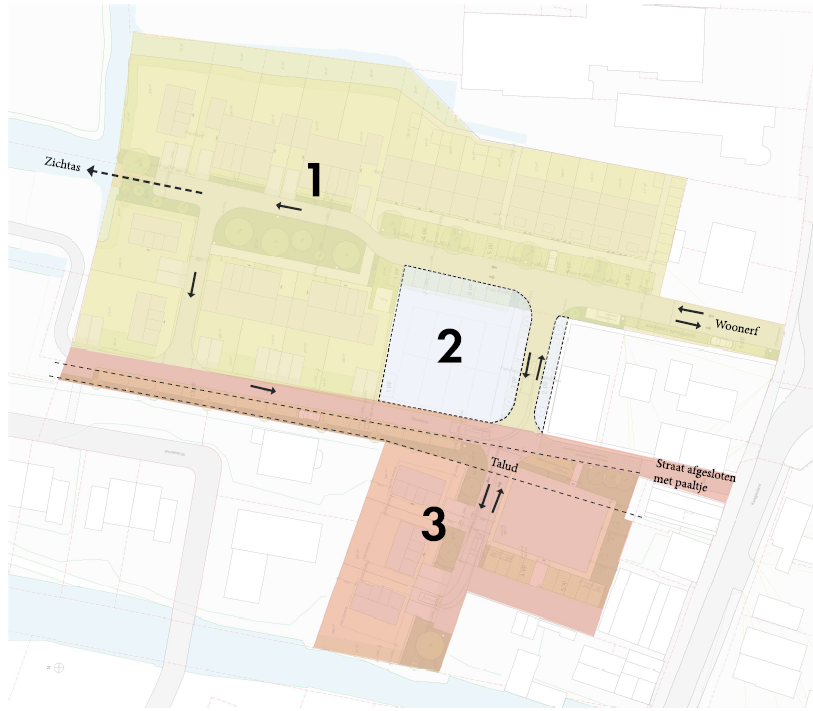 Zichtas
1
Woonerf
2
Talud
Straat afgesloten
met paaltje
3